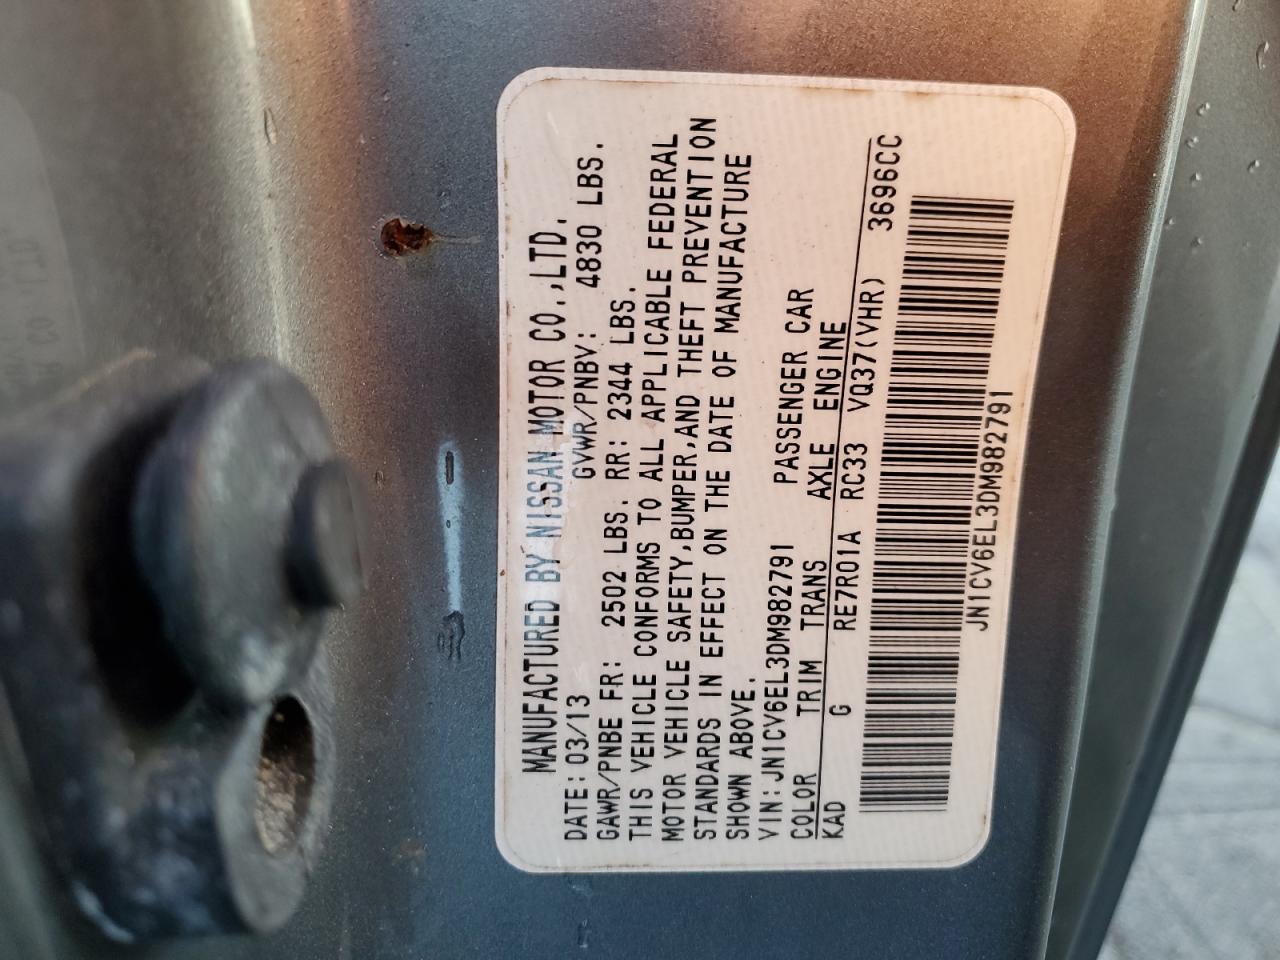 MANUFACTURED BY NISSAN MOTOR CO.,LTD.
DATE:03/13 GVWR/PNBV: 4830 LBS.
GAWR/PNBE FR: 2502 LBS. RR: 2344 LBS.
THIS VEHICLE CONFORMS TO ALL APPLICABLE FEDERAL
MOTOR VEHICLE SAFETY,BUMPER,AND THEFT PREVENTION
STANDARDS IN EFFECT ON THE DATE OF MANUFACTURE
SHOWN ABOVE.
VIN:JN1CV6EL3DM982791 PASSENGER CAR
COLOR TRIM TRANS AXLE ENGINE
KAD G RE7R01A RC33 VQ37(VHR) 3696CC
JN1CV6EL3DM982791